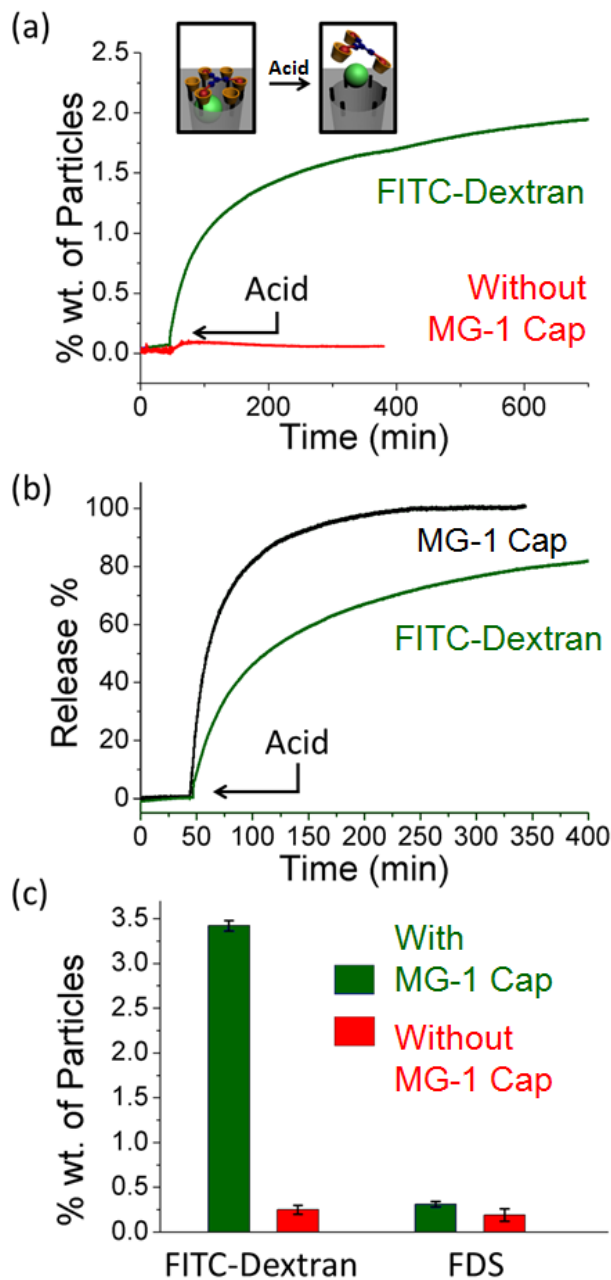 (a)
Acid
% wt. of Particles
2.5
2.0
1.5
1.0
0.5
0.0
FITC-Dextran
Without
MG-1 Cap
Acid
0 200 400 600
Time (min)
(b)
Release %
100
80
60
40
20
0
MG-1 Cap
FITC-Dextran
Acid
0 50 100 150 200 250 300 350 400
Time (min)
(c)
% wt. of Particles
3.5
3.0
2.5
2.0
1.5
1.0
0.5
0.0
With
MG-1 Cap
Without
MG-1 Cap
FITC-Dextran FDS